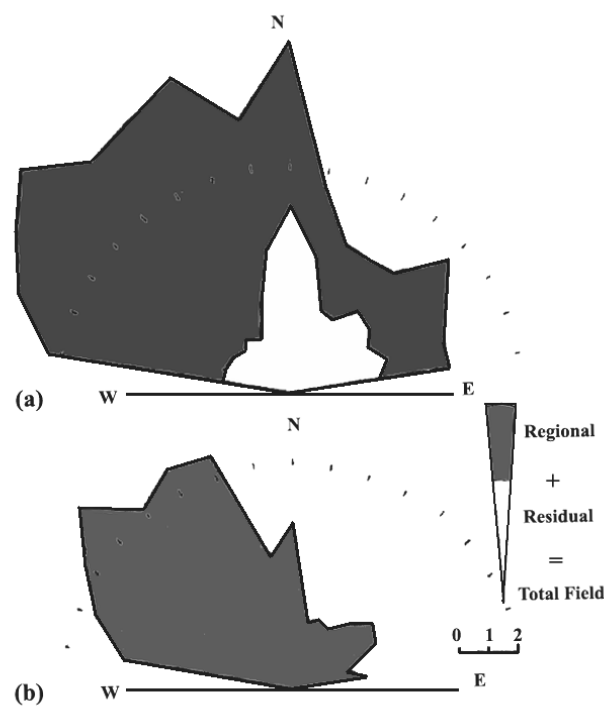 N
(a)
W
E
N
Regional
+
Residual
=
Total Field
0 1 2
(b)
W
E